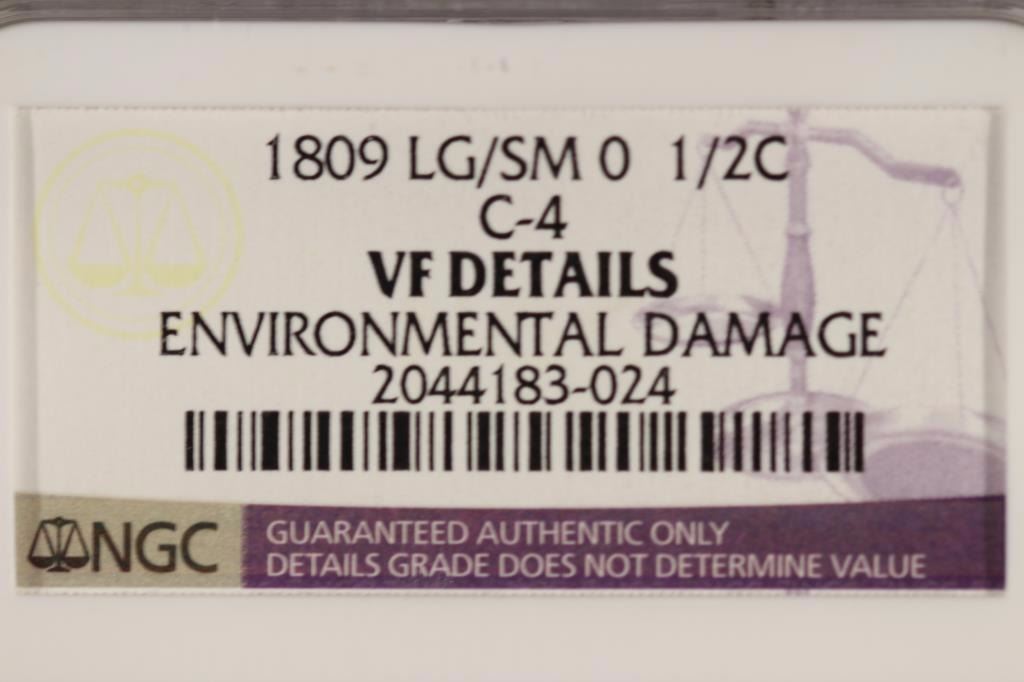 1809 LG/SM 0 1/2C
C-4
VF DETAILS
ENVIRONMENTAL DAMAGE
2044183-024
NGC
GUARANTEED AUTHENTIC ONLY
DETAILS GRADE DOES NOT DETERMINE VALUE